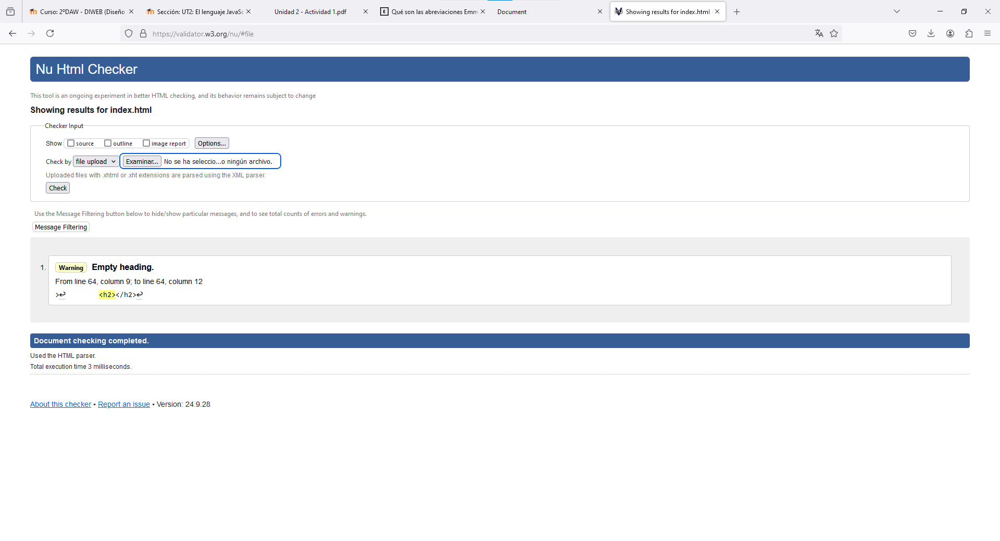 Curso: 2ºDAW - DIWEB (Diseño
Sección: UT2: El lenguaje JavaSc
Unidad 2 - Actividad 1.pdf
E Qué son las abreviaciones Emm
Document
Showing results for index.html -
https://validator.w3.org/nu/#file
Nu Html Checker
This tool is an ongoing experiment in better HTML checking, and its behavior remains subject to change
Showing results for index.html
Checker Input
Show source outline image report Options...
Check by file upload Examinar... No se ha seleccio...o ningún archivo.
Uploaded files with .xhtml or .xht extensions are parsed using the XML parser.
Check
Use the Message Filtering button below to hide/show particular messages, and to see total counts of errors and warnings.
Message Filtering
1. Warning Empty heading.
From line 64, column 9; to line 64, column 12
>↩ <h2></h2>↩
Document checking completed.
Used the HTML parser.
Total execution time 3 milliseconds.
About this checker • Report an issue • Version: 24.9.28